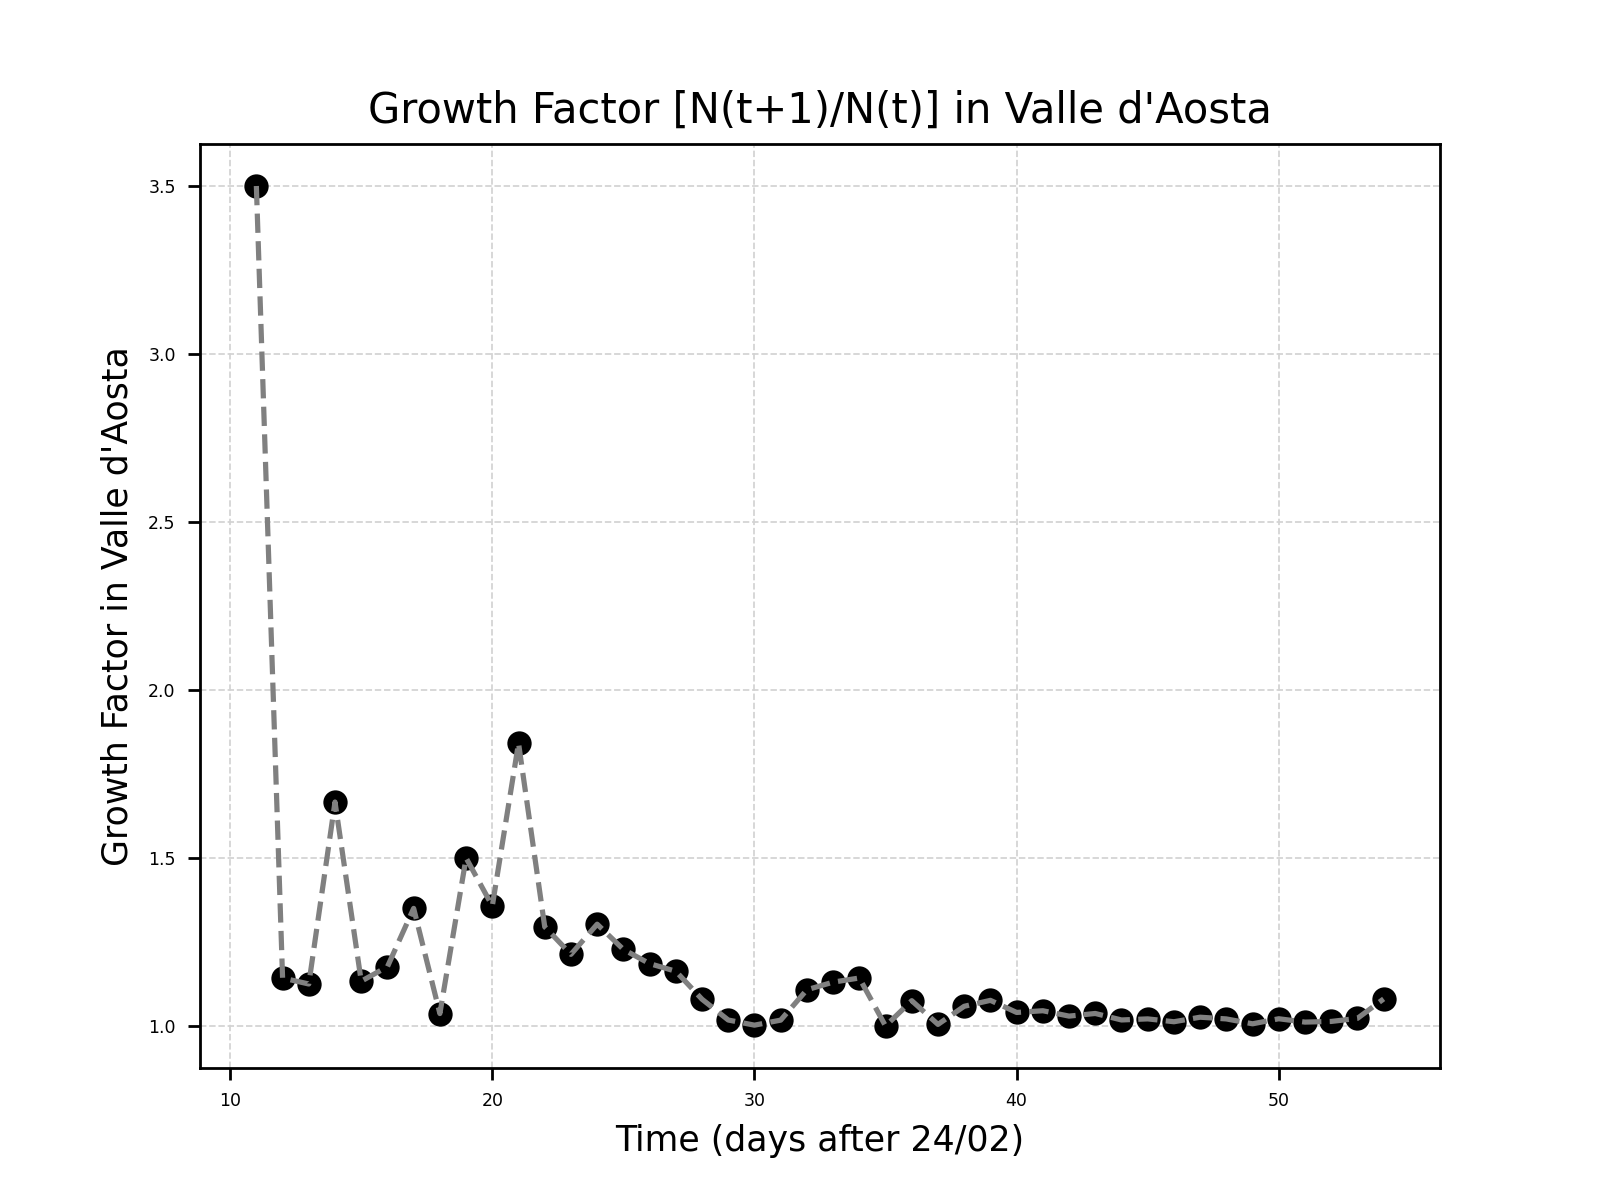 Growth Factor [N(t+1)/N(t)] in Valle d'Aosta
Growth Factor in Valle d'Aosta
3.5
3.0
2.5
2.0
1.5
1.0
10 20 30 40 50
Time (days after 24/02)